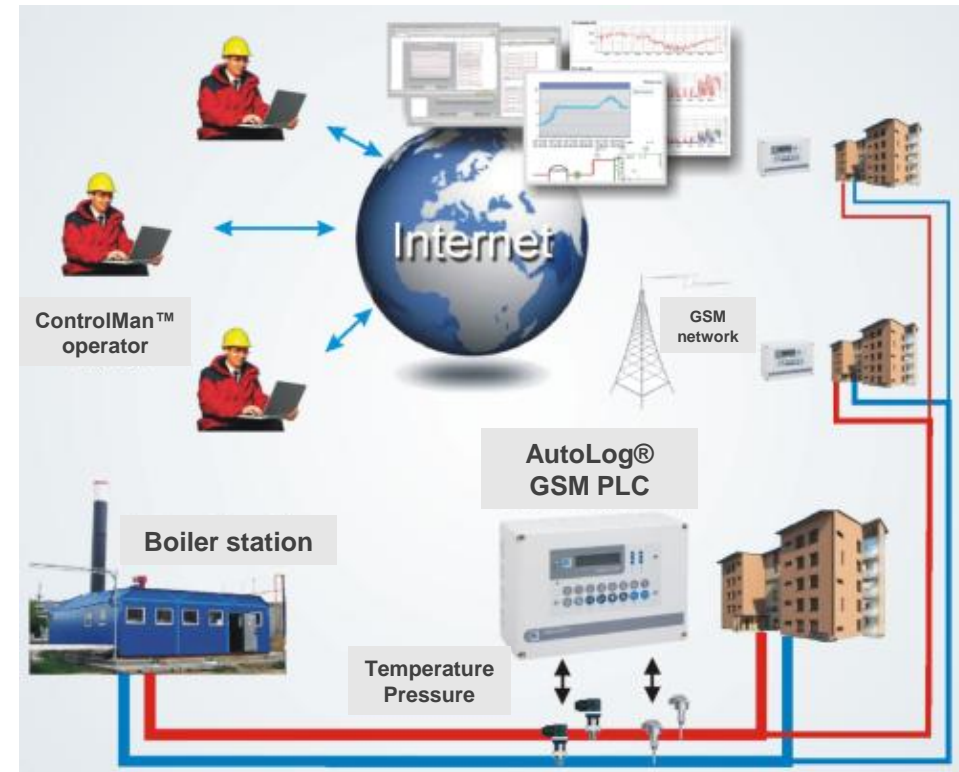 Internet
ControlMan™
operator
GSM
network
AutoLog®
GSM PLC
Boiler station
Temperature
Pressure